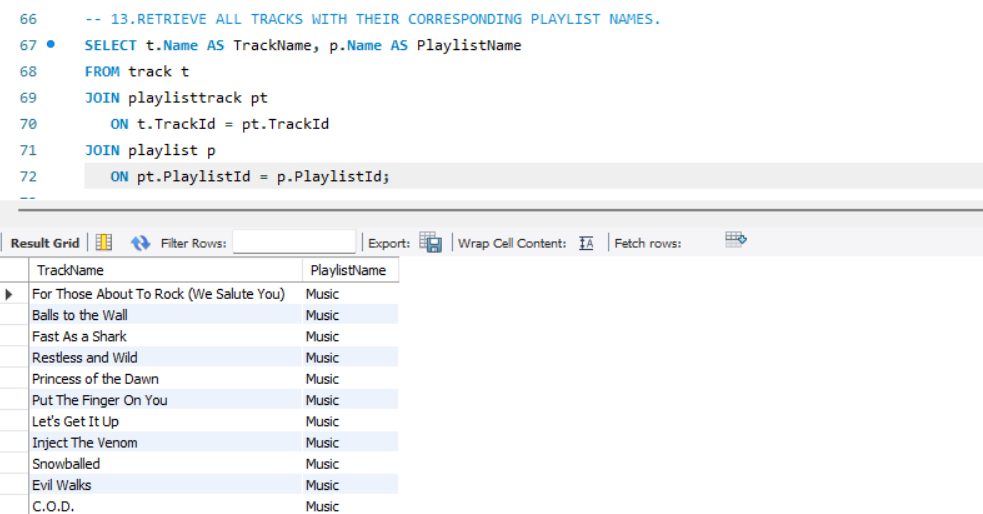 66 -- 13.RETRIEVE ALL TRACKS WITH THEIR CORRESPONDING PLAYLIST NAMES.
67 SELECT t.Name AS TrackName, p.Name AS PlaylistName
68 FROM track t
69 JOIN playlisttrack pt
70 ON t.TrackId = pt.TrackId
71 JOIN playlist p
72 ON pt.PlaylistId = p.PlaylistId;
Result Grid Filter Rows: Export: Wrap Cell Content: IA Fetch rows:
TrackName PlaylistName
For Those About To Rock (We Salute You) Music
Balls to the Wall Music
Fast As a Shark Music
Restless and Wild Music
Princess of the Dawn Music
Put The Finger On You Music
Let's Get It Up Music
Inject The Venom Music
Snowballed Music
Evil Walks Music
C.O.D. Music